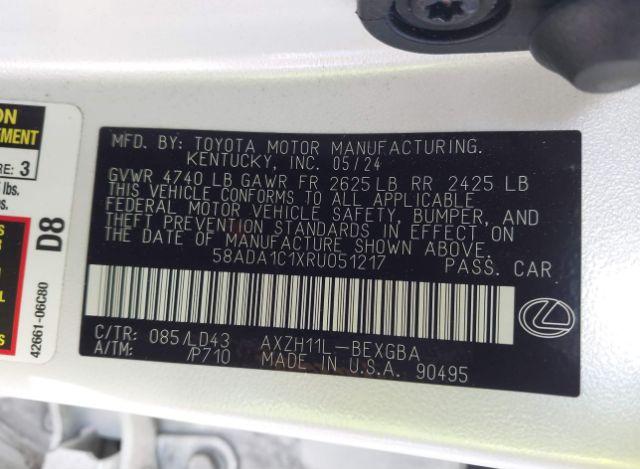 ON
TEMENT
RE: 3
lbs.
s.
D8
42661-06C80
MFD. BY: TOYOTA MOTOR MANUFACTURING.
KENTUCKY, INC. 05/24
GVWR 4740 LB GAWR FR 2625 LB RR 2425 LB
THIS VEHICLE CONFORMS TO ALL APPLICABLE
FEDERAL MOTOR VEHICLE SAFETY, BUMPER, AND
THEFT PREVENTION STANDARDS IN EFFECT ON
THE DATE OF MANUFACTURE SHOWN ABOVE.
58ADA1C1XRU051217 PASS. CAR
C/TR: 085/LD43 AXZH11L-BEXGBA
A/TM: /P710 MADE IN U.S.A. 90495